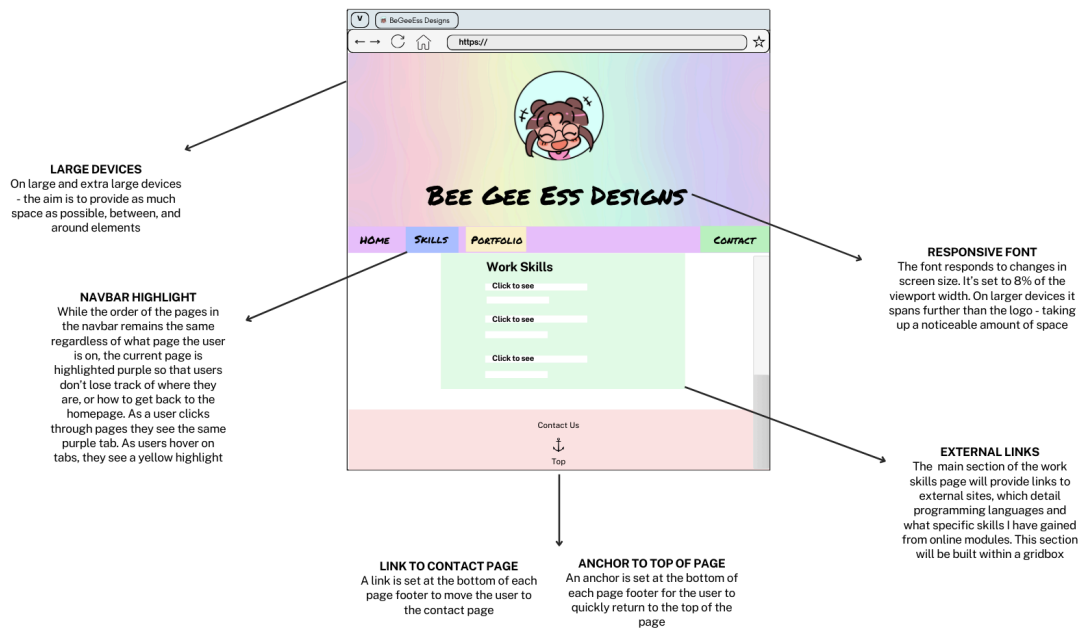 v
BeGeeEss Designs
https://
Bee Gee Ess Designs
HOme
Skills
Portfolio
Contact
Work Skills
Click to see
Click to see
Click to see
Contact Us
Top
LARGE DEVICES
On large and extra large devices
- the aim is to provide as much
space as possible, between, and
around elements
NAVBAR HIGHLIGHT
While the order of the pages in
the navbar remains the same
regardless of what page the user
is on, the current page is
highlighted purple so that users
don't lose track of where they
are, or how to get back to the
homepage. As a user clicks
through pages they see the same
purple tab. As users hover on
tabs, they see a yellow highlight
RESPONSIVE FONT
The font responds to changes in
screen size. It's set to 8% of the
viewport width. On larger devices it
spans further than the logo - taking
up a noticeable amount of space
EXTERNAL LINKS
The main section of the work
skills page will provide links to
external sites, which detail
programming languages and
what specific skills I have gained
from online modules. This section
will be built within a gridbox
LINK TO CONTACT PAGE
A link is set at the bottom of each
page footer to move the user to
the contact page
ANCHOR TO TOP OF PAGE
An anchor is set at the bottom of
each page footer for the user to
quickly return to the top of the
page